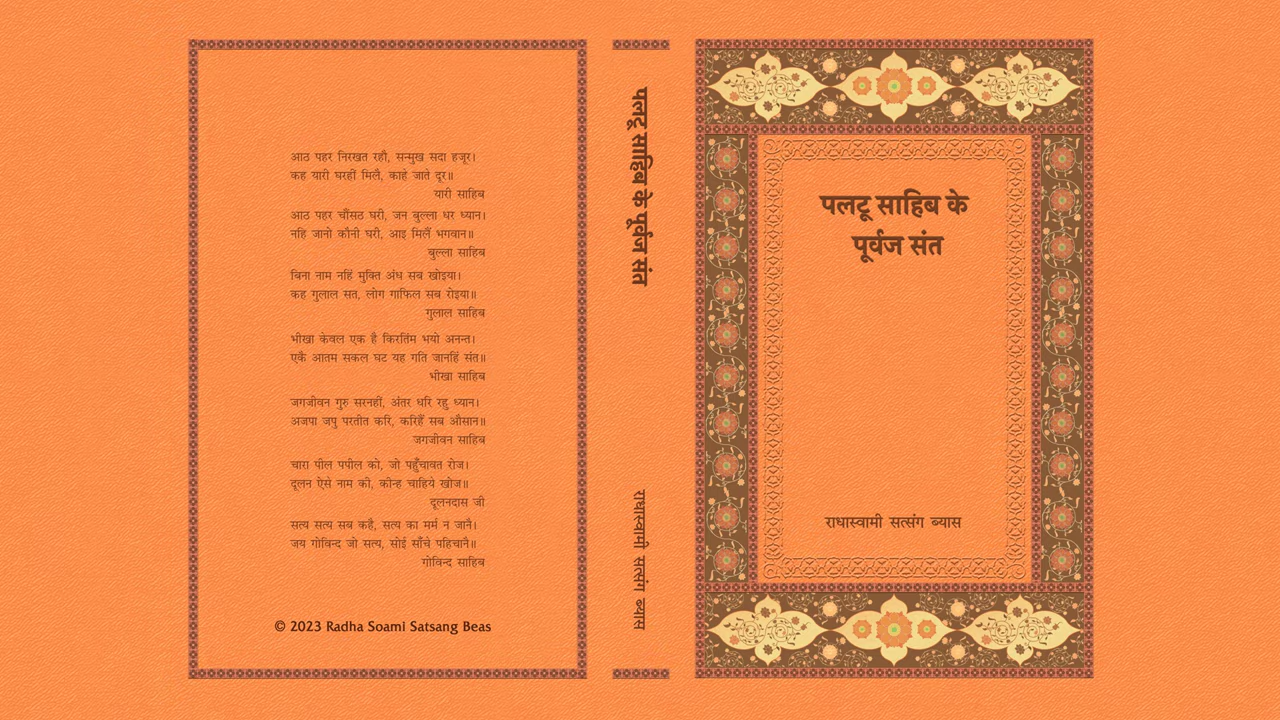 आठ पहर निरखत रहौ, सन्मुख सदा हजूर।
कह यारी घरहीं मिलै, काहे जाते दूर॥
यारी साहिब
आठ पहर चौंसठ घरी, जन बुल्ला धर ध्यान।
नहि जानो कौनी घरी, आइ मिलैं भगवान॥
बुल्ला साहिब
बिना नाम नहिं मुक्ति अंध सब खोइया।
कह गुलाल सत, लोग गाफिल सब रोइया॥
गुलाल साहिब
भीखा केवल एक है किरतिम भयो अनन्त।
एकै आतम सकल घट यह गति जानहिं संत॥
भीखा साहिब
जगजीवन गुरु सरनहीं, अंतर धरि रहु ध्यान।
अजपा जपु परतीत करि, करिहैं सब औसान॥
जगजीवन साहिब
चारा पील पपील को, जो पहुँचावत रोज।
दूलन ऐसे नाम की, कीन्ह चाहिये खोज॥
दूलनदास जी
सत्य सत्य सब कहै, सत्य का मर्म न जानै।
जय गोविन्द जो सत्य, सोई साँचे पहिचानै॥
गोविन्द साहिब
© 2023 Radha Soami Satsang Beas
पलटू साहिब के पूर्वज संत
राधास्वामी सत्संग ब्यास
पलटू साहिब के
पूर्वज संत
राधास्वामी सत्संग ब्यास